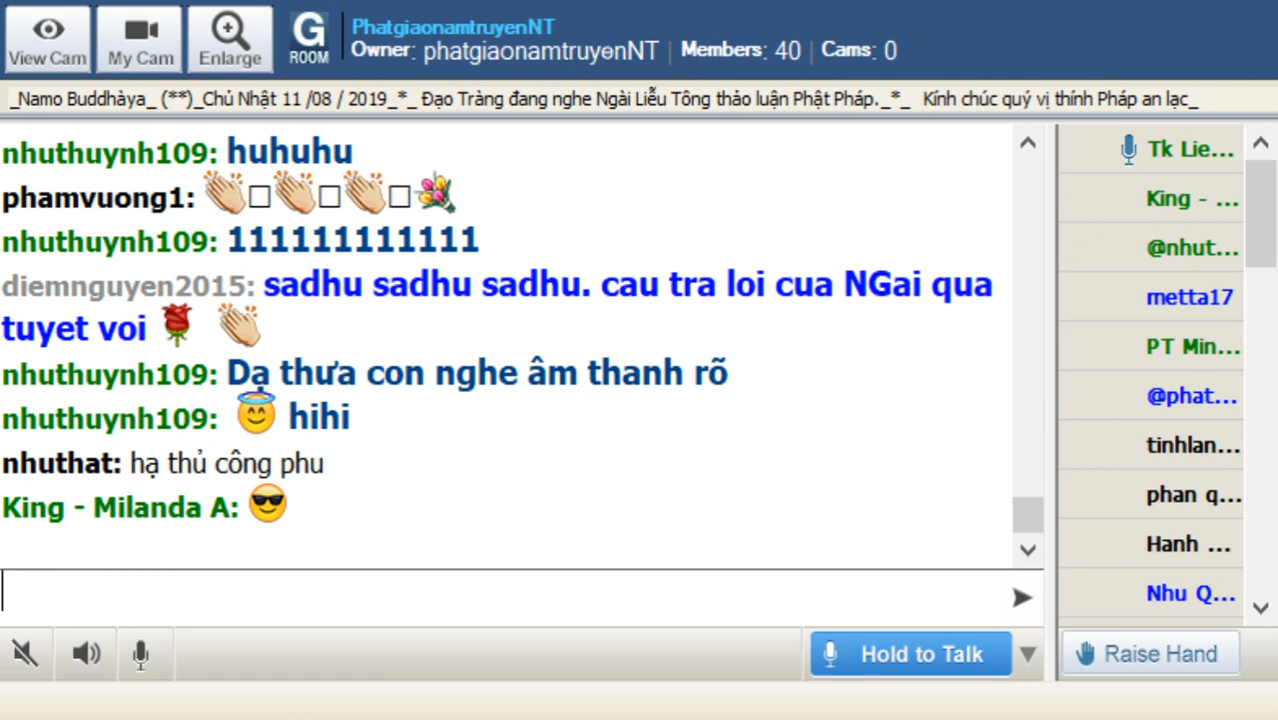 View Cam
My Cam
Enlarge
G
ROOM
PhatgiaonamtruyenNT
Owner: phatgiaonamtruyenNT | Members: 40 | Cams: 0
_Namo Buddhàya_ (**)_Chủ Nhật 11 /08 / 2019_*_ Đạo Tràng đang nghe Ngài Liễu Tông thảo luận Phật Pháp._*_ Kính chúc quý vị thính Pháp an lạc_
nhuthuynh109: huhuhu
phamvuong1: 👏□👏□👏□💐
nhuthuynh109: 111111111111
diemnguyen2015: sadhu sadhu sadhu. cau tra loi cua NGai qua
tuyet voi 🌹 👏
nhuthuynh109: Dạ thưa con nghe âm thanh rõ
nhuthuynh109: 😇 hihi
nhuthat: hạ thủ công phu
King - Milanda A: 😎
Tk Lie...
King - ...
@nhut...
metta17
PT Min...
@phat...
tinhlan...
phan q...
Hanh ...
Nhu Q...
Hold to Talk
Raise Hand